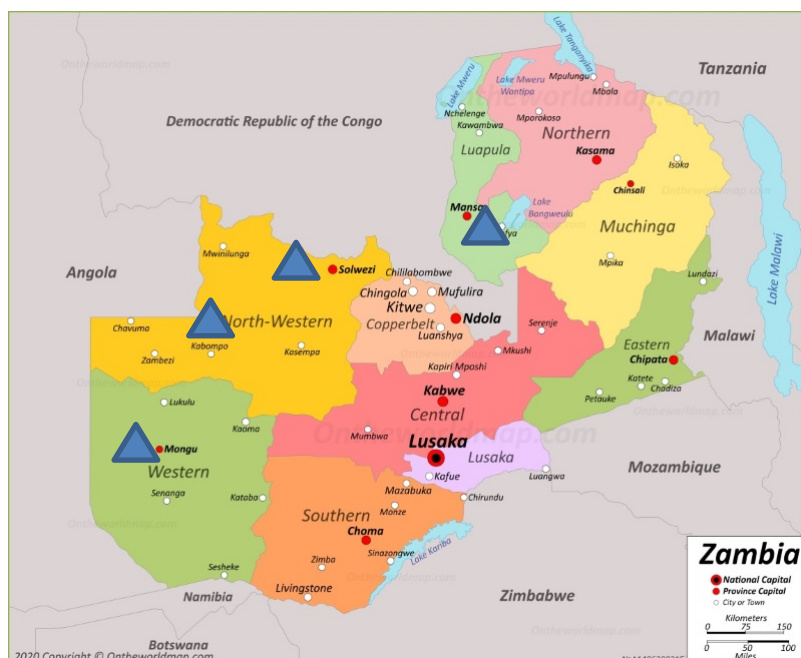 Lake Tanganyika
Tanzania
Mpulungu
Mbala
Lake Mweru
Lake Mweru
Wantipa
Ontheworldmap.com
Nchelenge
Kawambwa
Mporokoso
Democratic Republic of the Congo
Northern
Luapula
Kasama
Isoka
Chinsali
Mansa
Lake
Bangweulu
Muchinga
Mwinilunga
Mpika
Angola
Solwezi
Chililabombwe
Lundazi
Lake Malawi
Chingola
Mufulira
Kitwe
Ndola
Chavuma
North-Western
Copperbelt
Luanshya
Serenje
Malawi
Zambezi
Kabompo
Kasempa
Mkushi
Eastern
Chipata
Kapiri Mposhi
Katete
Chadiza
Petauke
Kabwe
Central
Lukulu
Kaoma
Mumbwa
Ontheworldmap.com
Lusaka
Mongu
Lusaka
Western
Kafue
Luangwa
Mozambique
Mazabuka
Senanga
Kataba
Chirundu
Monze
Southern
Choma
Lake Kariba
Sinazongwe
Zimba
Sesheke
Livingstone
Namibia
Zimbabwe
Botswana
Zambia
National Capital
Province Capital
City or Town
Kilometers
0 75 150
0 50 100
Miles
2020 Copyright © Ontheworldmap.com